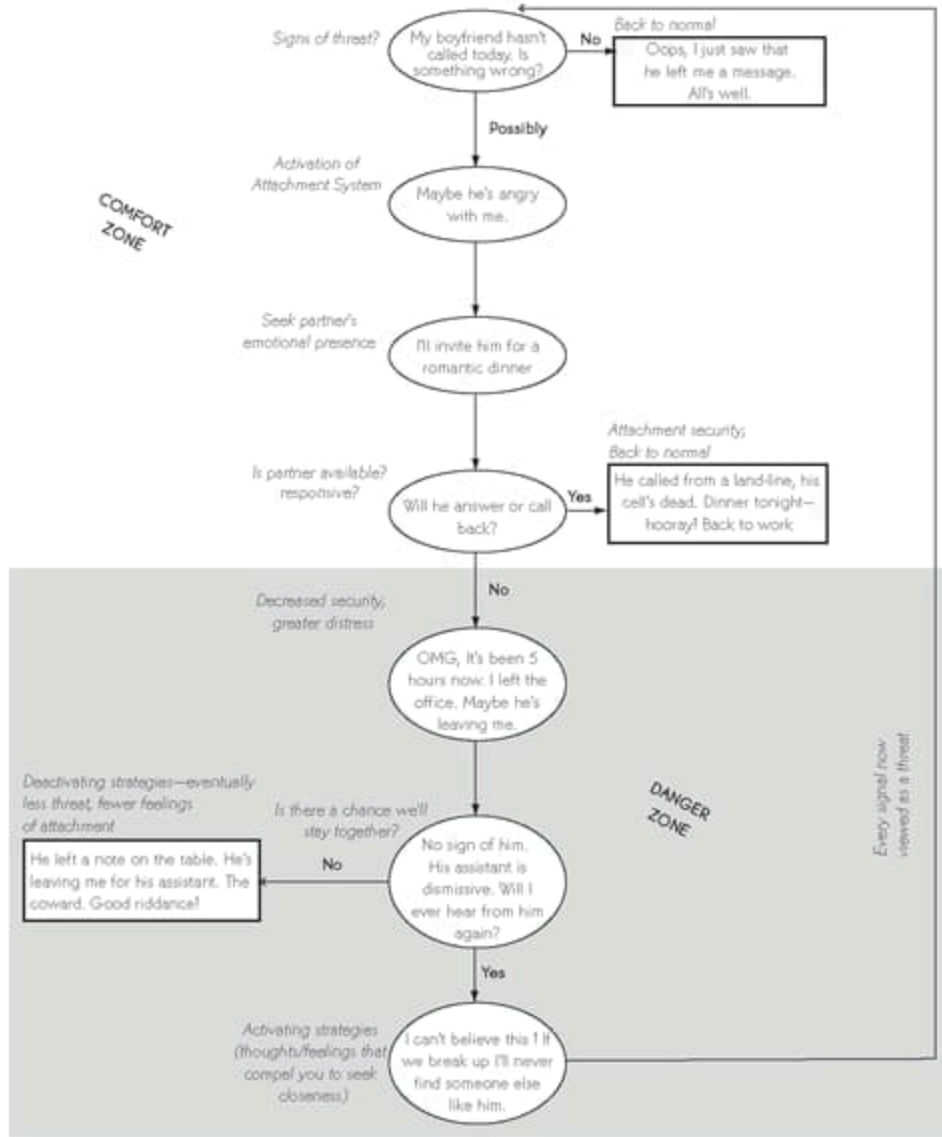 Signs of threat?
My boyfriend hasn't
called today. Is
something wrong?
No
Back to normal
Oops, I just saw that
he left me a message.
All's well.
Possibly
Activation of
Attachment System
Maybe he's angry
with me.
COMFORT
ZONE
Seek partner's
emotional presence
I'll invite him for a
romantic dinner
Is partner available?
responsive?
Will he answer or call
back?
Yes
Attachment security;
Back to normal
He called from a land-line, his
cell's dead. Dinner tonight—
hooray! Back to work
No
Decreased security,
greater distress
OMG, It's been 5
hours now. I left the
office. Maybe he's
leaving me.
Deactivating strategies—eventually
less threat, fewer feelings
of attachment
Is there a chance we'll
stay together?
No sign of him.
His assistant is
dismissive. Will I
ever hear from him
again?
No
He left a note on the table. He's
leaving me for his assistant. The
coward. Good riddance!
DANGER
ZONE
Every signal now
viewed as a threat
Yes
Activating strategies
(thoughts/feelings that
compel you to seek
closeness)
I can't believe this ! If
we break up I'll never
find someone else
like him.